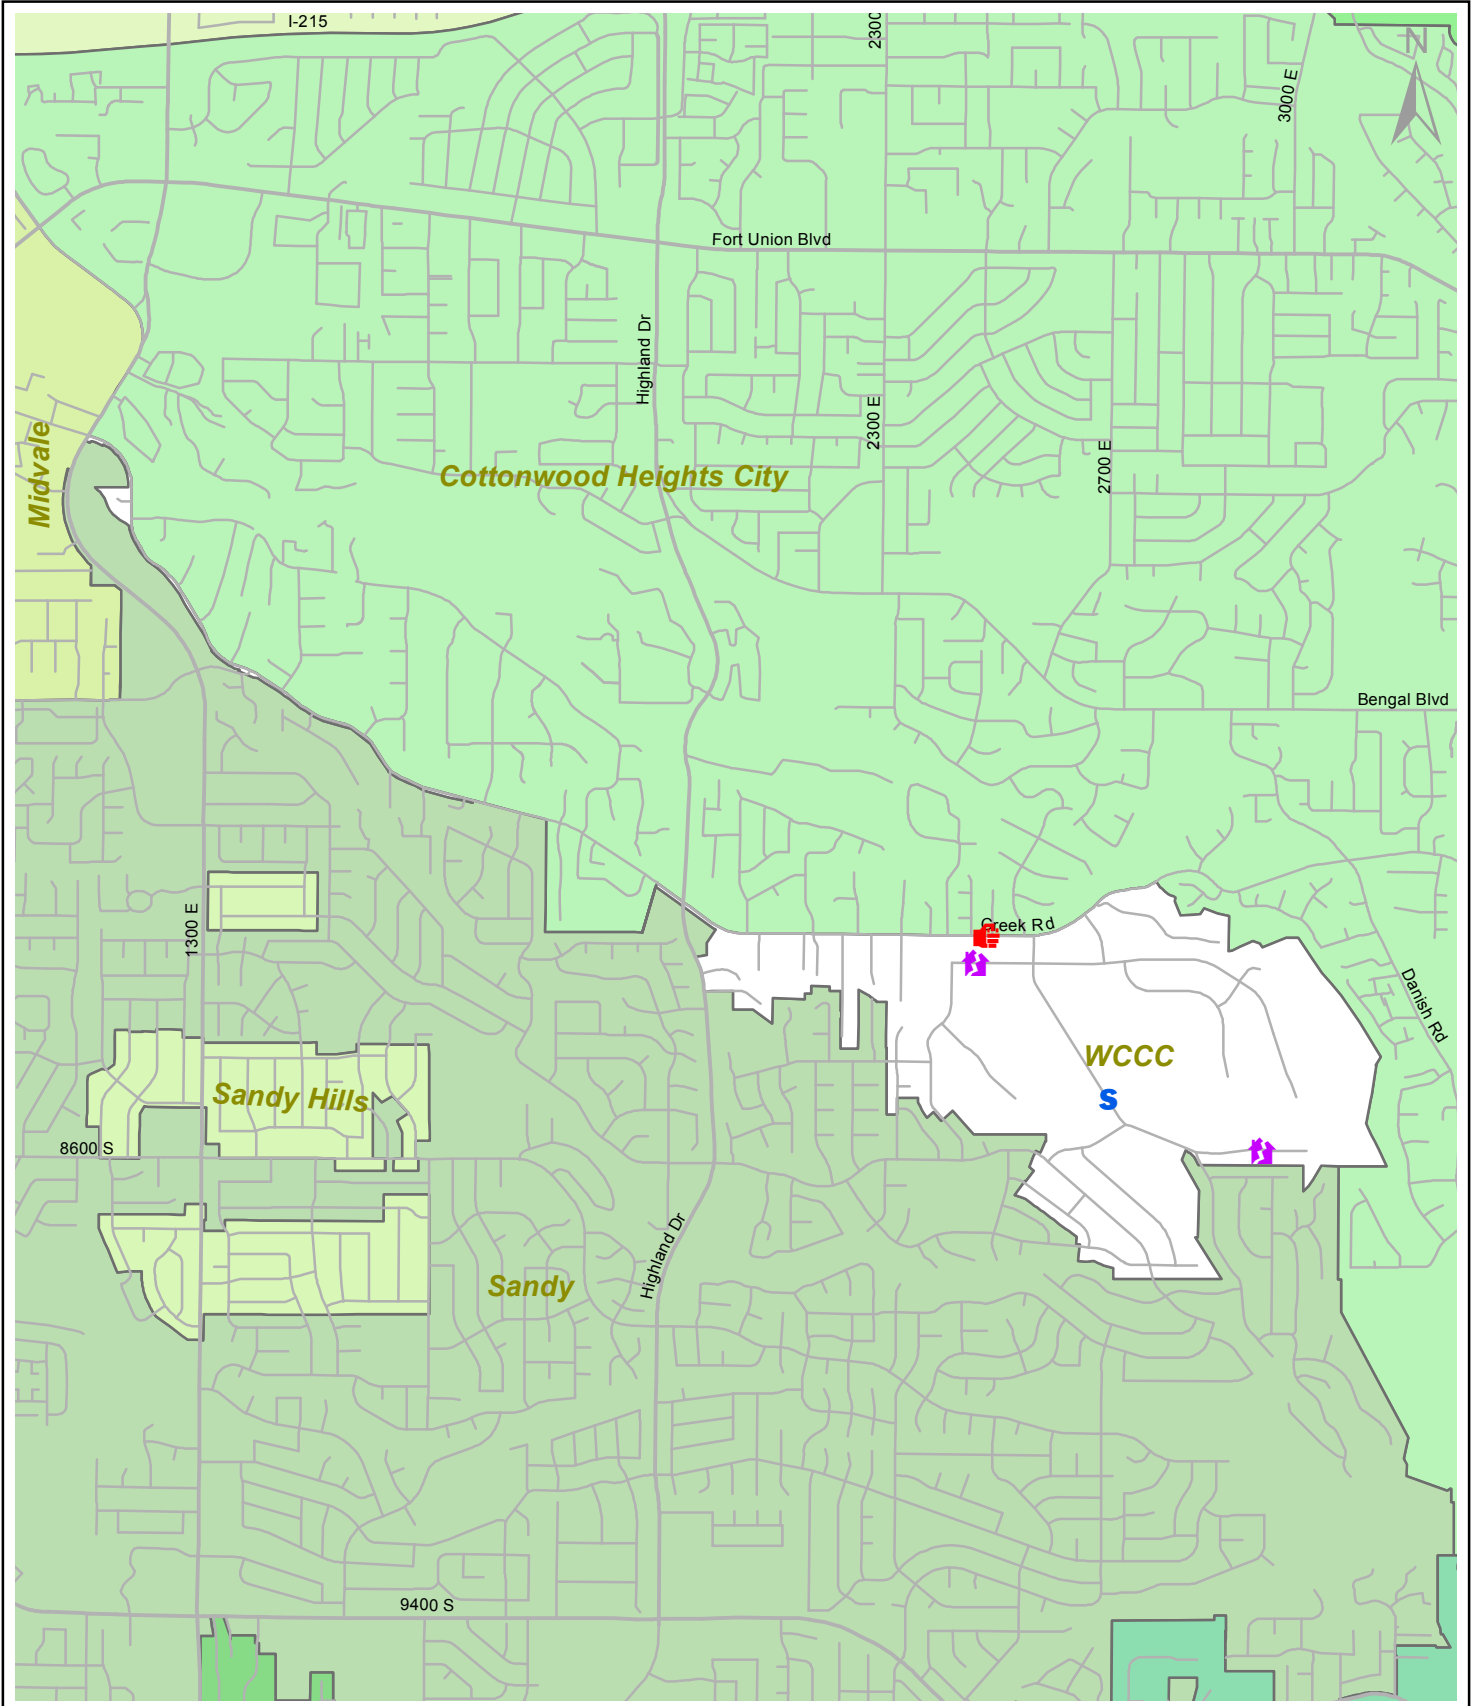 I-215
2300
N
3000 E
Fort Union Blvd
Highland Dr
2300 E
Midvale
2700 E
Cottonwood Heights City
Bengal Blvd
1300 E
Creek Rd
Danish Rd
WCCC
S
Sandy Hills
8600 S
Highland Dr
Sandy
9400 S